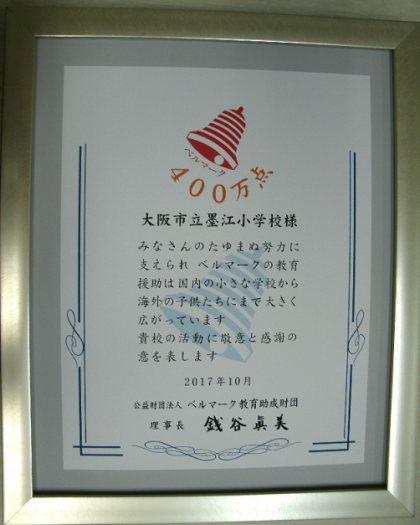 ベルマーク
400万点
大阪市立墨江小学校様
みなさんのたゆまぬ努力に
支えられ ベルマークの教育
援助は国内の小さな学校から
海外の子供たちにまで大きく
広がっています
貴校の活動に敬意と感謝の
意を表します
2017年10月
公益財団法人 ベルマーク教育助成財団
理事長 銭谷眞美